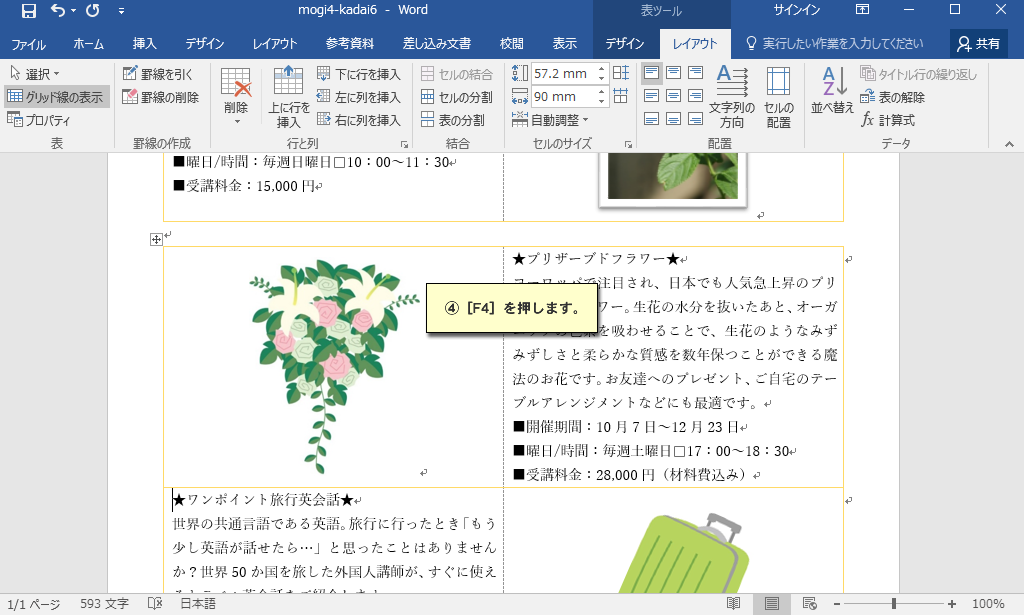 mogi4-kadai6 - Word
表ツール
サインイン
ファイル ホーム 挿入 デザイン レイアウト 参考資料 差し込み文書 校閲 表示 デザイン レイアウト 実行したい作業を入力してください 共有
選択
グリッド線の表示
プロパティ
表
罫線を引く
罫線の削除
罫線の作成
削除
上に行を
挿入
下に行を挿入
左に列を挿入
右に列を挿入
行と列
セルの結合
セルの分割
表の分割
結合
57.2 mm
90 mm
自動調整
セルのサイズ
文字列の
方向
セルの
配置
配置
並べ替え
タイトル行の繰り返し
表の解除
fx 計算式
データ
■曜日/時間：毎週日曜日□10：00～11：30
■受講料金：15,000 円
★プリザーブドフラワー★
で注目され、日本でも人気急上昇のプリ
ワー。生花の水分を抜いたあと、オーガ
を吸わせることで、生花のようなみず
みずしさと柔らかな質感を数年保つことができる魔
法のお花です。お友達へのプレゼント、ご自宅のテー
ブルアレンジメントなどにも最適です。
■開催期間：10 月 7 日～12 月 23 日
■曜日/時間：毎週土曜日□17：00～18：30
■受講料金：28,000 円（材料費込み）
④［F4］を押します。
★ワンポイント旅行英会話★
世界の共通言語である英語。旅行に行ったとき「もう
少し英語が話せたら…」と思ったことはありません
か？世界 50 か国を旅した外国人講師が、すぐに使え
1/1 ページ 593 文字 日本語
100%